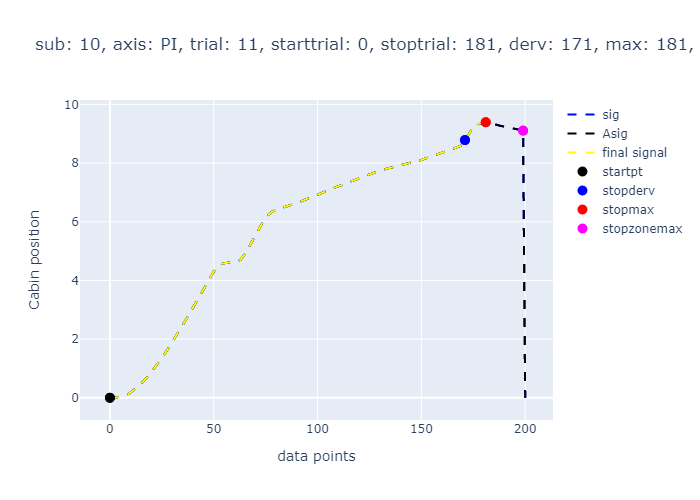 sub: 10, axis: PI, trial: 11, starttrial: 0, stoptrial: 181, derv: 171, max: 181,
10
8
6
4
2
0
Cabin position
0
50
100
150
200
data points
sig
Asig
final signal
startpt
stopderv
stopmax
stopzonemax